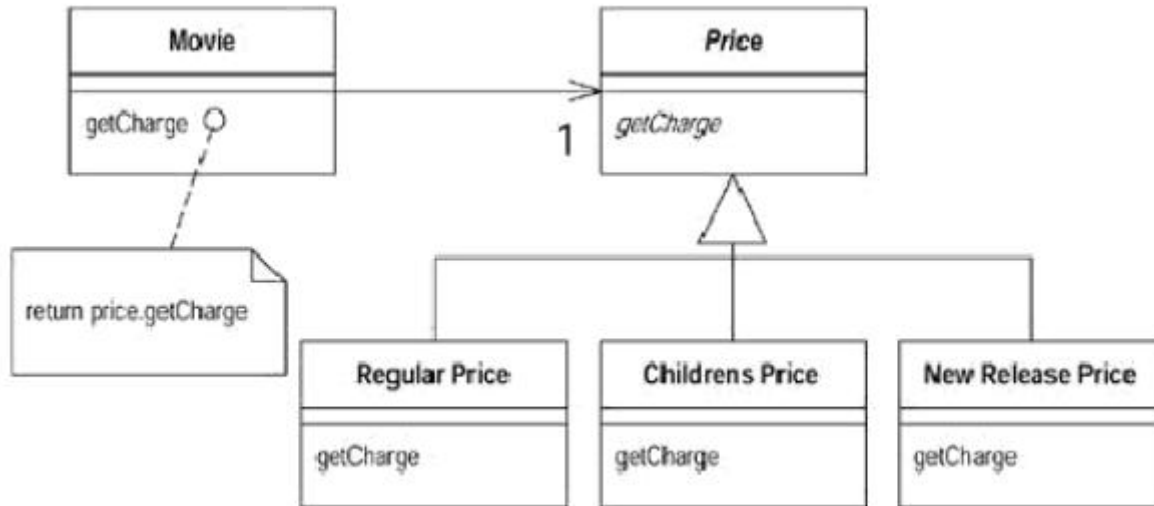 Movie
Price
getCharge
getCharge
1
return price.getCharge
Regular Price
Childrens Price
New Release Price
getCharge
getCharge
getCharge